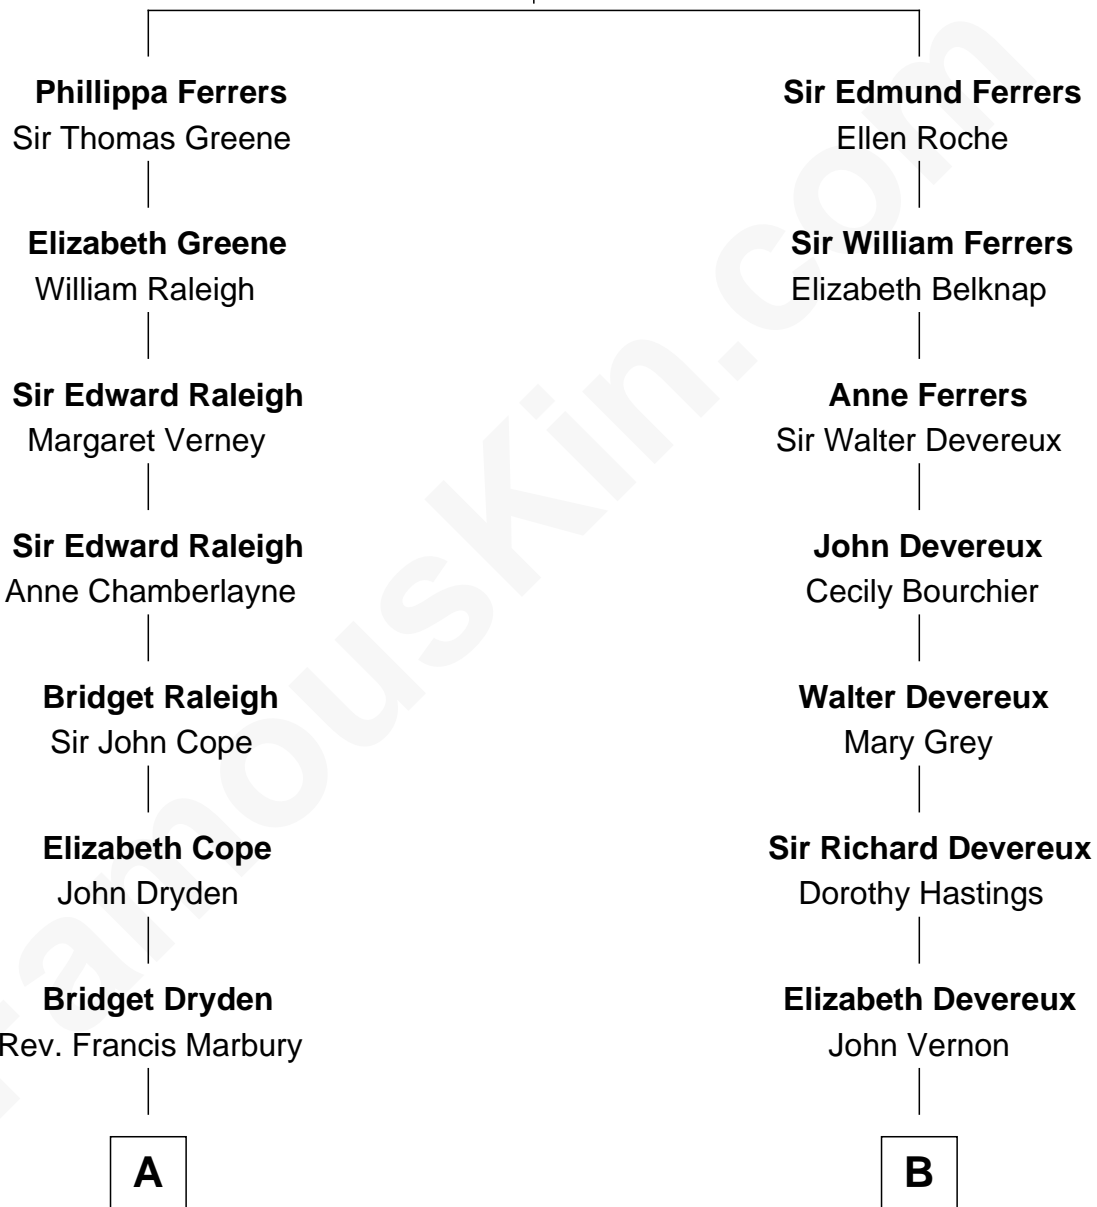 Phillippa Ferrers
Sir Thomas Greene
Elizabeth Greene
William Raleigh
Sir Edward Raleigh
Margaret Verney
Sir Edward Raleigh
Anne Chamberlayne
Bridget Raleigh
Sir John Cope
Elizabeth Cope
John Dryden
Bridget Dryden
Rev. Francis Marbury
A
Sir Edmund Ferrers
Ellen Roche
Sir William Ferrers
Elizabeth Belknap
Anne Ferrers
Sir Walter Devereux
John Devereux
Cecily Bourchier
Walter Devereux
Mary Grey
Sir Richard Devereux
Dorothy Hastings
Elizabeth Devereux
John Vernon
B
FamousKin.com